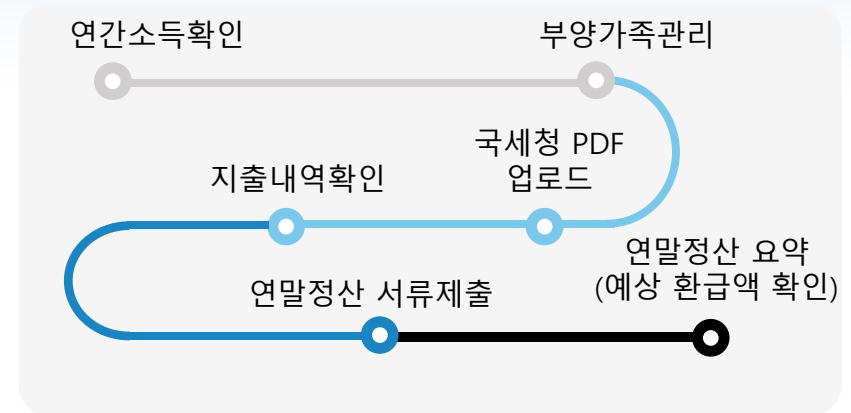 연간소득확인
부양가족관리
국세청 PDF
업로드
지출내역확인
연말정산 요약
(예상 환급액 확인)
연말정산 서류제출